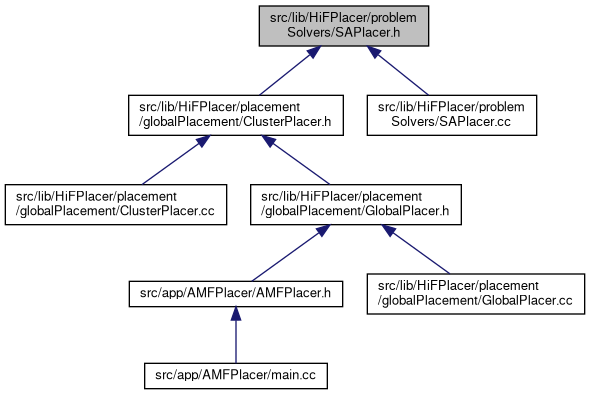 src/lib/HiFPlacer/problem
Solvers/SAPlacer.h
src/lib/HiFPlacer/placement
/globalPlacement/ClusterPlacer.h
src/lib/HiFPlacer/problem
Solvers/SAPlacer.cc
src/lib/HiFPlacer/placement
/globalPlacement/ClusterPlacer.cc
src/lib/HiFPlacer/placement
/globalPlacement/GlobalPlacer.h
src/app/AMFPlacer/AMFPlacer.h
src/lib/HiFPlacer/placement
/globalPlacement/GlobalPlacer.cc
src/app/AMFPlacer/main.cc